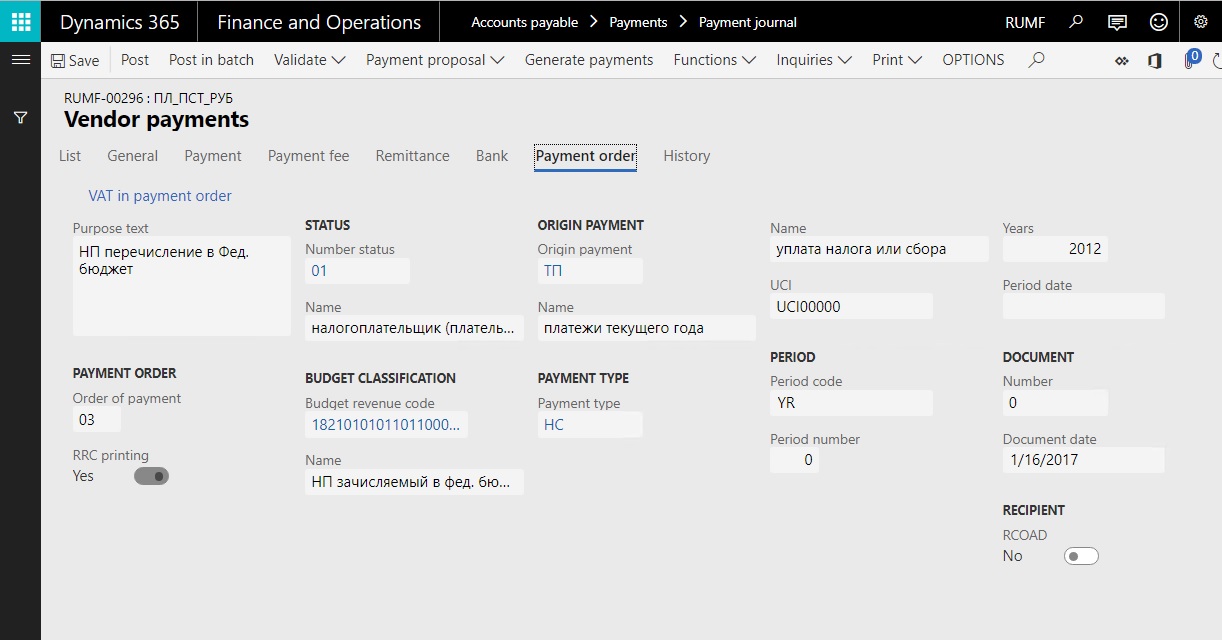 Dynamics 365
Finance and Operations
Accounts payable > Payments > Payment journal
RUMF
Save
Post
Post in batch
Validate
Payment proposal
Generate payments
Functions
Inquiries
Print
OPTIONS
0
RUMF-00296 : ПЛ_ПСТ_РУБ
Vendor payments
List
General
Payment
Payment fee
Remittance
Bank
Payment order
History
VAT in payment order
Purpose text
НП перечисление в Фед.
бюджет
PAYMENT ORDER
Order of payment
03
RRC printing
Yes
STATUS
Number status
01
Name
налогоплательщик (платель...
BUDGET CLASSIFICATION
Budget revenue code
18210101011011000...
Name
НП зачисляемый в фед. бю...
ORIGIN PAYMENT
Origin payment
ТП
Name
платежи текущего года
PAYMENT TYPE
Payment type
НС
Name
уплата налога или сбора
UCI
UCI00000
PERIOD
Period code
YR
Period number
0
Years
2012
Period date
DOCUMENT
Number
0
Document date
1/16/2017
RECIPIENT
RCOAD
No